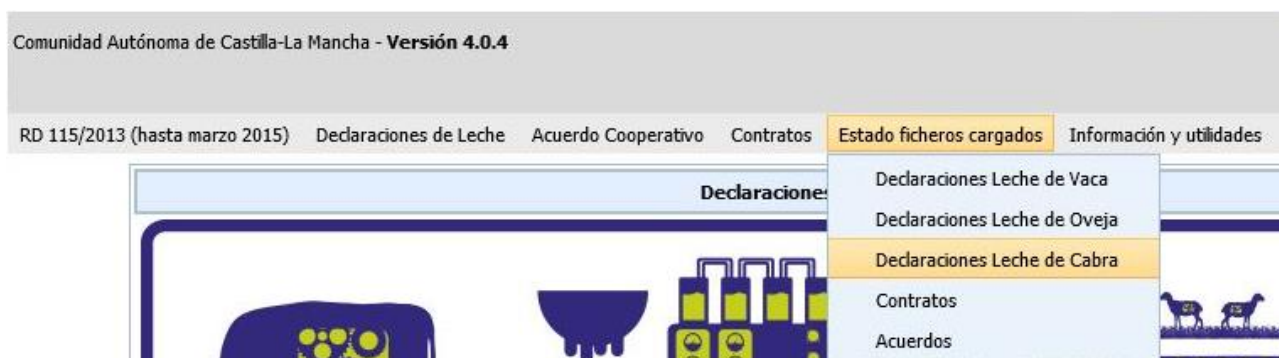 Comunidad Autónoma de Castilla-La Mancha - Versión 4.0.4
RD 115/2013 (hasta marzo 2015) Declaraciones de Leche Acuerdo Cooperativo Contratos Estado ficheros cargados Información y utilidades
Declaraciones
Declaraciones Leche de Vaca
Declaraciones Leche de Oveja
Declaraciones Leche de Cabra
Contratos
Acuerdos